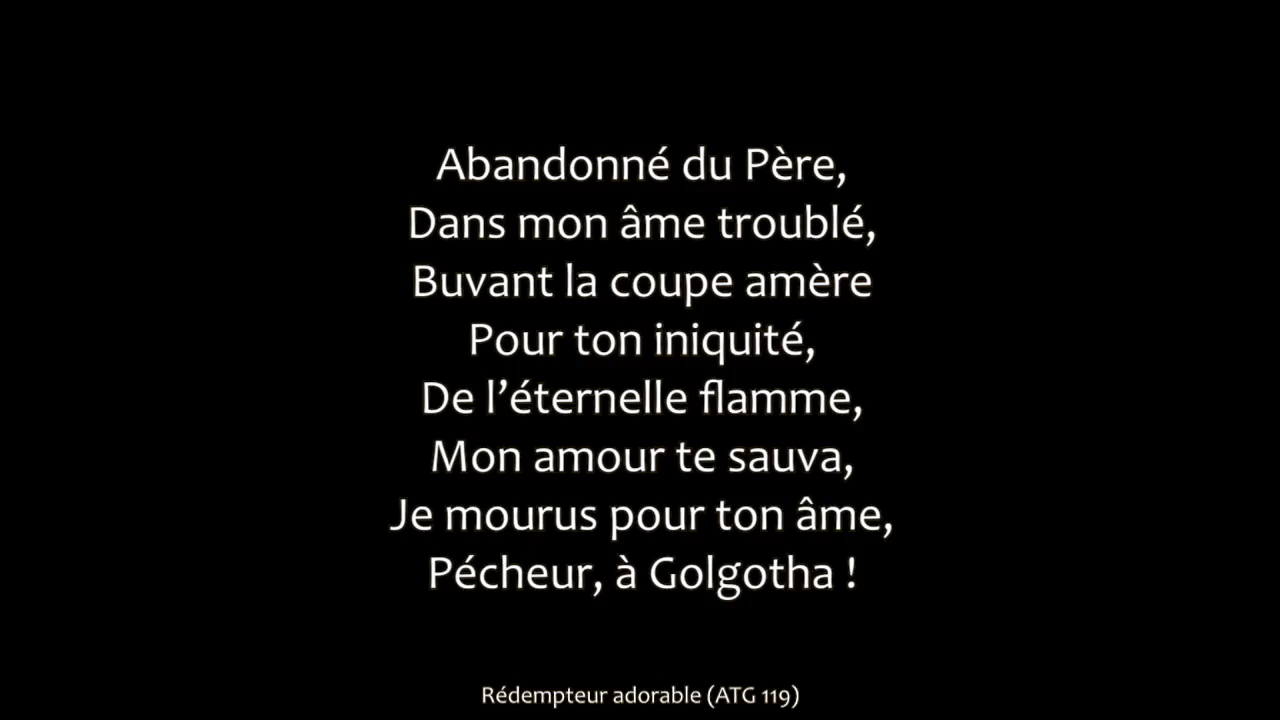 Abandonné du Père,
Dans mon âme troublé,
Buvant la coupe amère
Pour ton iniquité,
De l’éternelle flamme,
Mon amour te sauva,
Je mourus pour ton âme,
Pécheur, à Golgotha !
Rédempteur adorable (ATG 119)